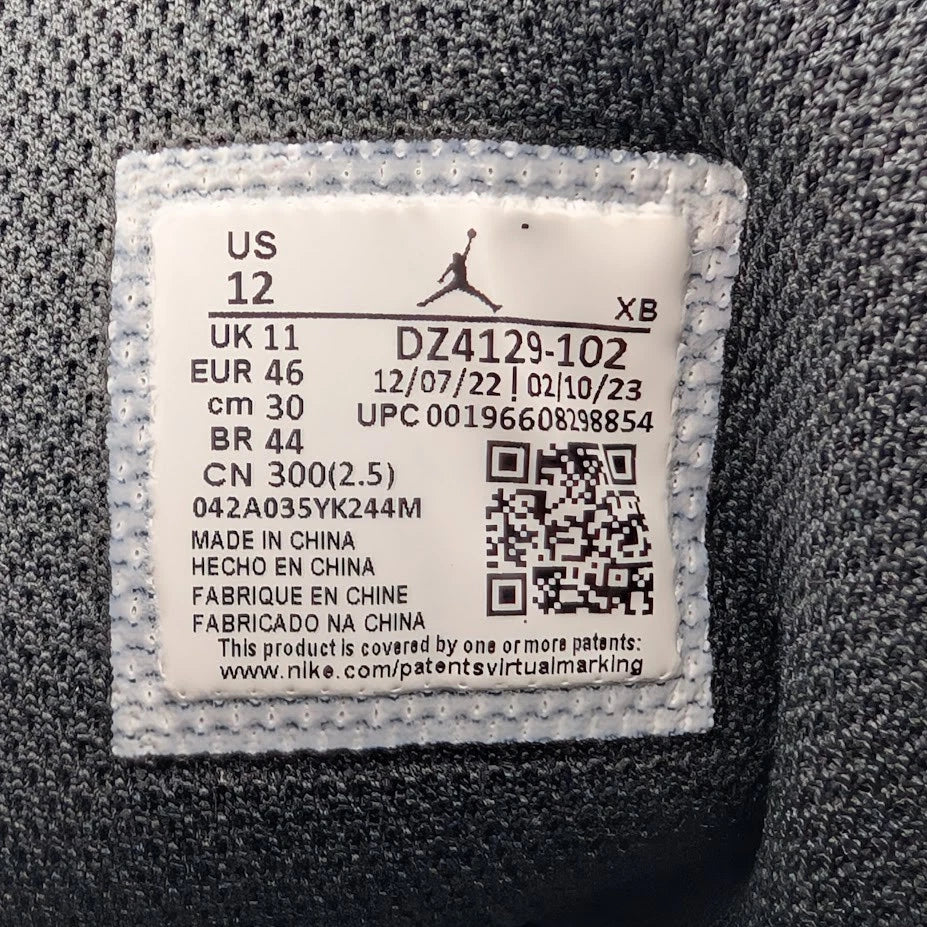 US
12
XB
UK 11
DZ4129-102
EUR 46
12/07/22 | 02/10/23
cm 30
UPC 00196608298854
BR 44
CN 300(2.5)
042A035YK244M
MADE IN CHINA
HECHO EN CHINA
FABRIQUE EN CHINE
FABRICADO NA CHINA
This product is covered by one or more patents:
www.nike.com/patentsvirtualmarking